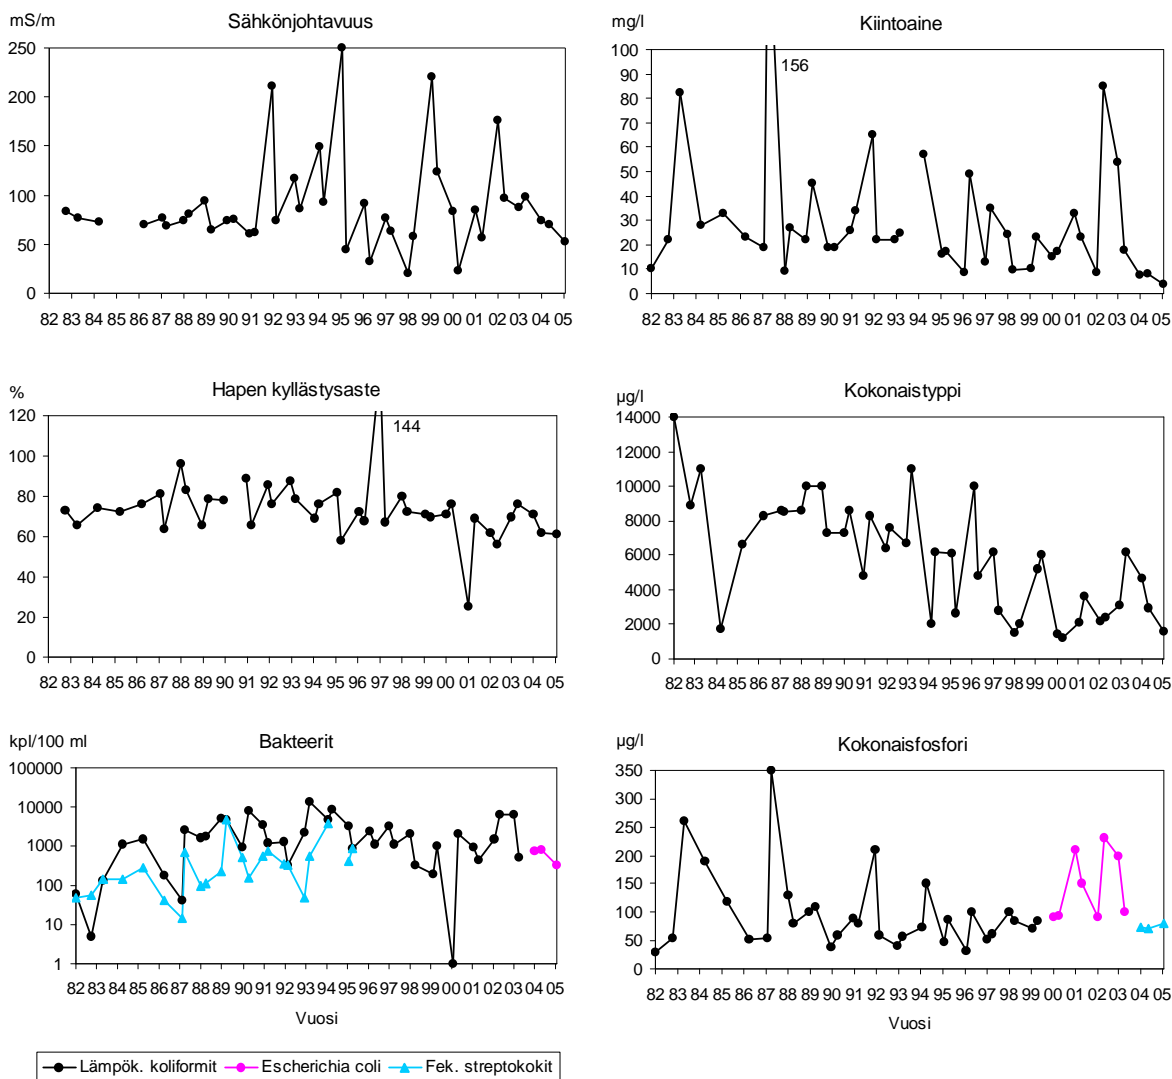 mS/m
Sähkönjohtavuus
250
200
150
100
50
0
82 83 84 85 86 87 88 89 90 91 92 93 94 95 96 97 98 99 00 01 02 03 04 05
mg/l
Kiintoaine
156
100
90
80
70
60
50
40
30
20
10
0
82 83 84 85 86 87 88 89 90 91 92 93 94 95 96 97 98 99 00 01 02 03 04 05
%
Hapen kyllästysaste
144
120
100
80
60
40
20
0
82 83 84 85 86 87 88 89 90 91 92 93 94 95 96 97 98 99 00 01 02 03 04 05
µg/l
Kokonaistyppi
14000
12000
10000
8000
6000
4000
2000
0
82 83 84 85 86 87 88 89 90 91 92 93 94 95 96 97 98 99 00 01 02 03 04 05
kpl/100 ml
Bakteerit
100000
10000
1000
100
10
1
82 83 84 85 86 87 88 89 90 91 92 93 94 95 96 97 98 99 00 01 02 03 04 05
Vuosi
µg/l
Kokonaisfosfori
350
300
250
200
150
100
50
0
82 83 84 85 86 87 88 89 90 91 92 93 94 95 96 97 98 99 00 01 02 03 04 05
Vuosi
Lämpök. koliformit
Escherichia coli
Fek. streptokokit